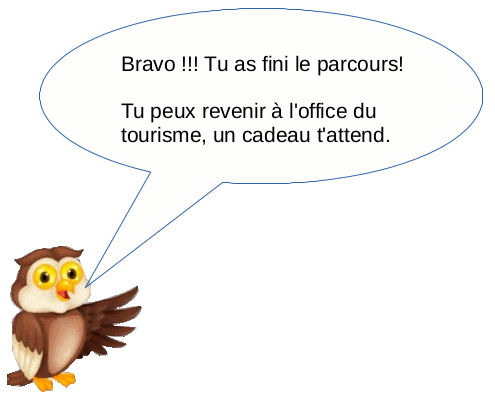 Bravo !!! Tu as fini le parcours!
Tu peux revenir à l'office du
tourisme, un cadeau t'attend.